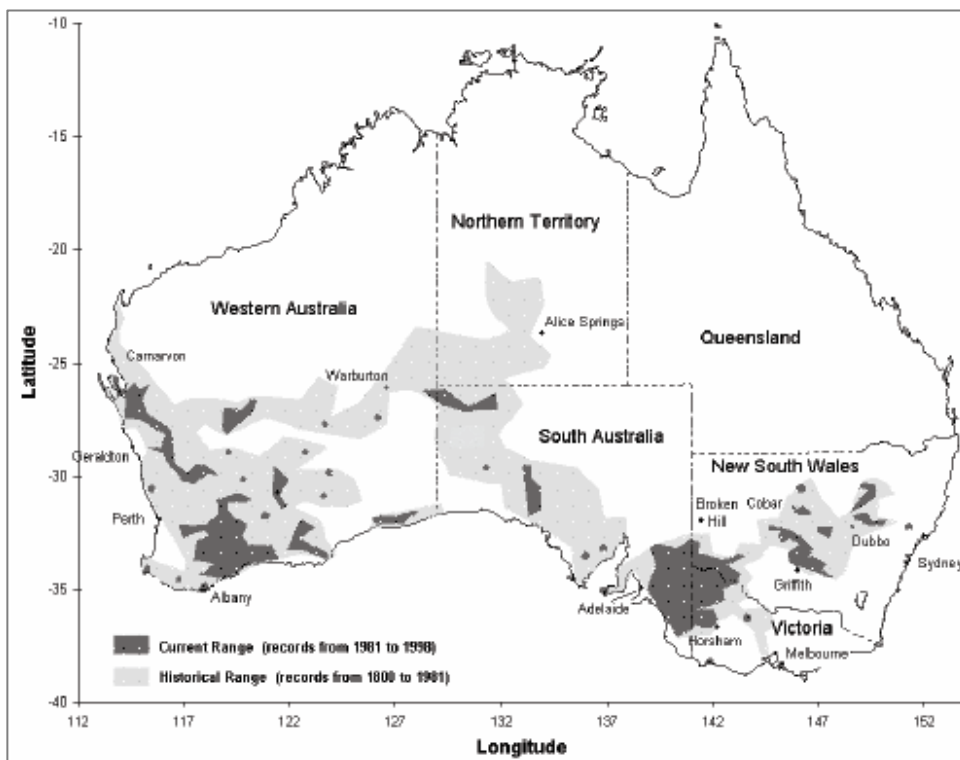 -10
-15
-20
-25
-30
-35
-40
Latitude
Northern Territory
Western Australia
Alice Springs
Queensland
Carnarvon
Warburton
South Australia
Geraldton
New South Wales
Broken
Hill
Cobar
Perth
Dubbo
Sydney
Griffith
Albany
Adelaide
Horsham
Victoria
Melbourne
Current Range (records from 1981 to 1998)
Historical Range (records from 1800 to 1981)
112 117 122 127 132 137 142 147 152
Longitude